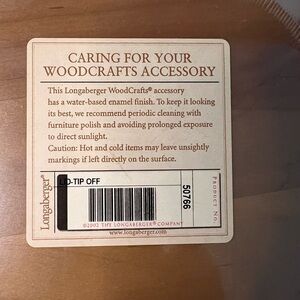 CARING FOR YOUR
WOODCRAFTS ACCESSORY
This Longaberger WoodCrafts® accessory
has a water-based enamel finish. To keep it looking
its best, we recommend periodic cleaning with
furniture polish and avoiding prolonged exposure
to direct sunlight.
Caution: Hot and cold items may leave unsightly
markings if left directly on the surface.
Longaberger®
-TIP OFF
50766
PRODUCT NO.
©2002 THE LONGABERGER® COMPANY
www.longaberger.com